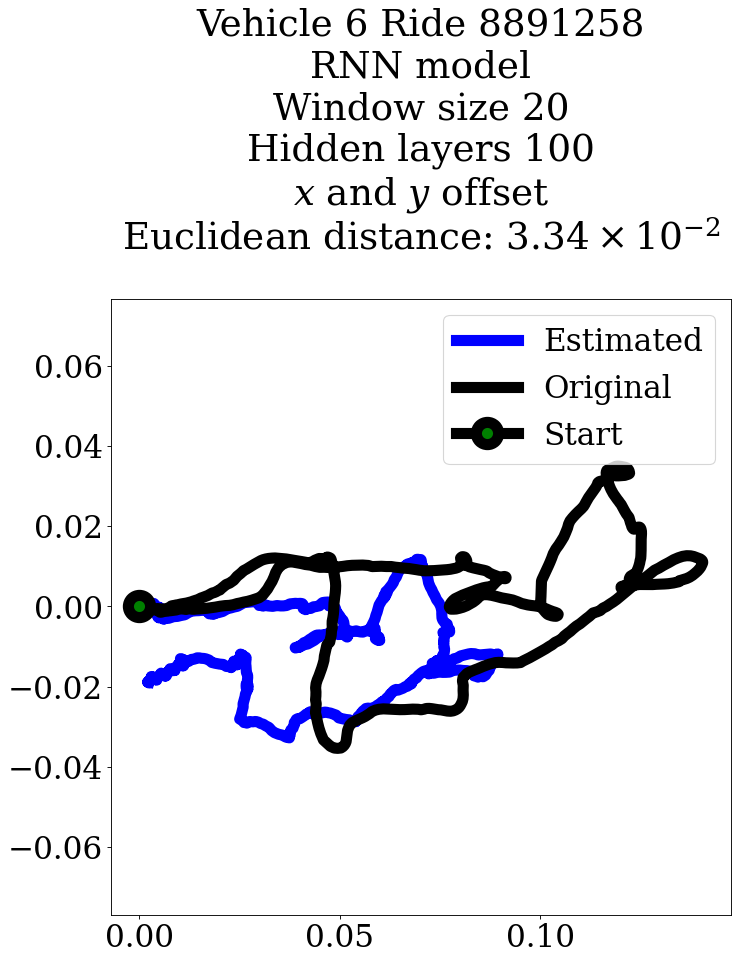 Vehicle 6 Ride 8891258
RNN model
Window size 20
Hidden layers 100
x and y offset
Euclidean distance: 3.34 × 10⁻²
Estimated
Original
Start
0.06
0.04
0.02
0.00
−0.02
−0.04
−0.06
0.00 0.05 0.10